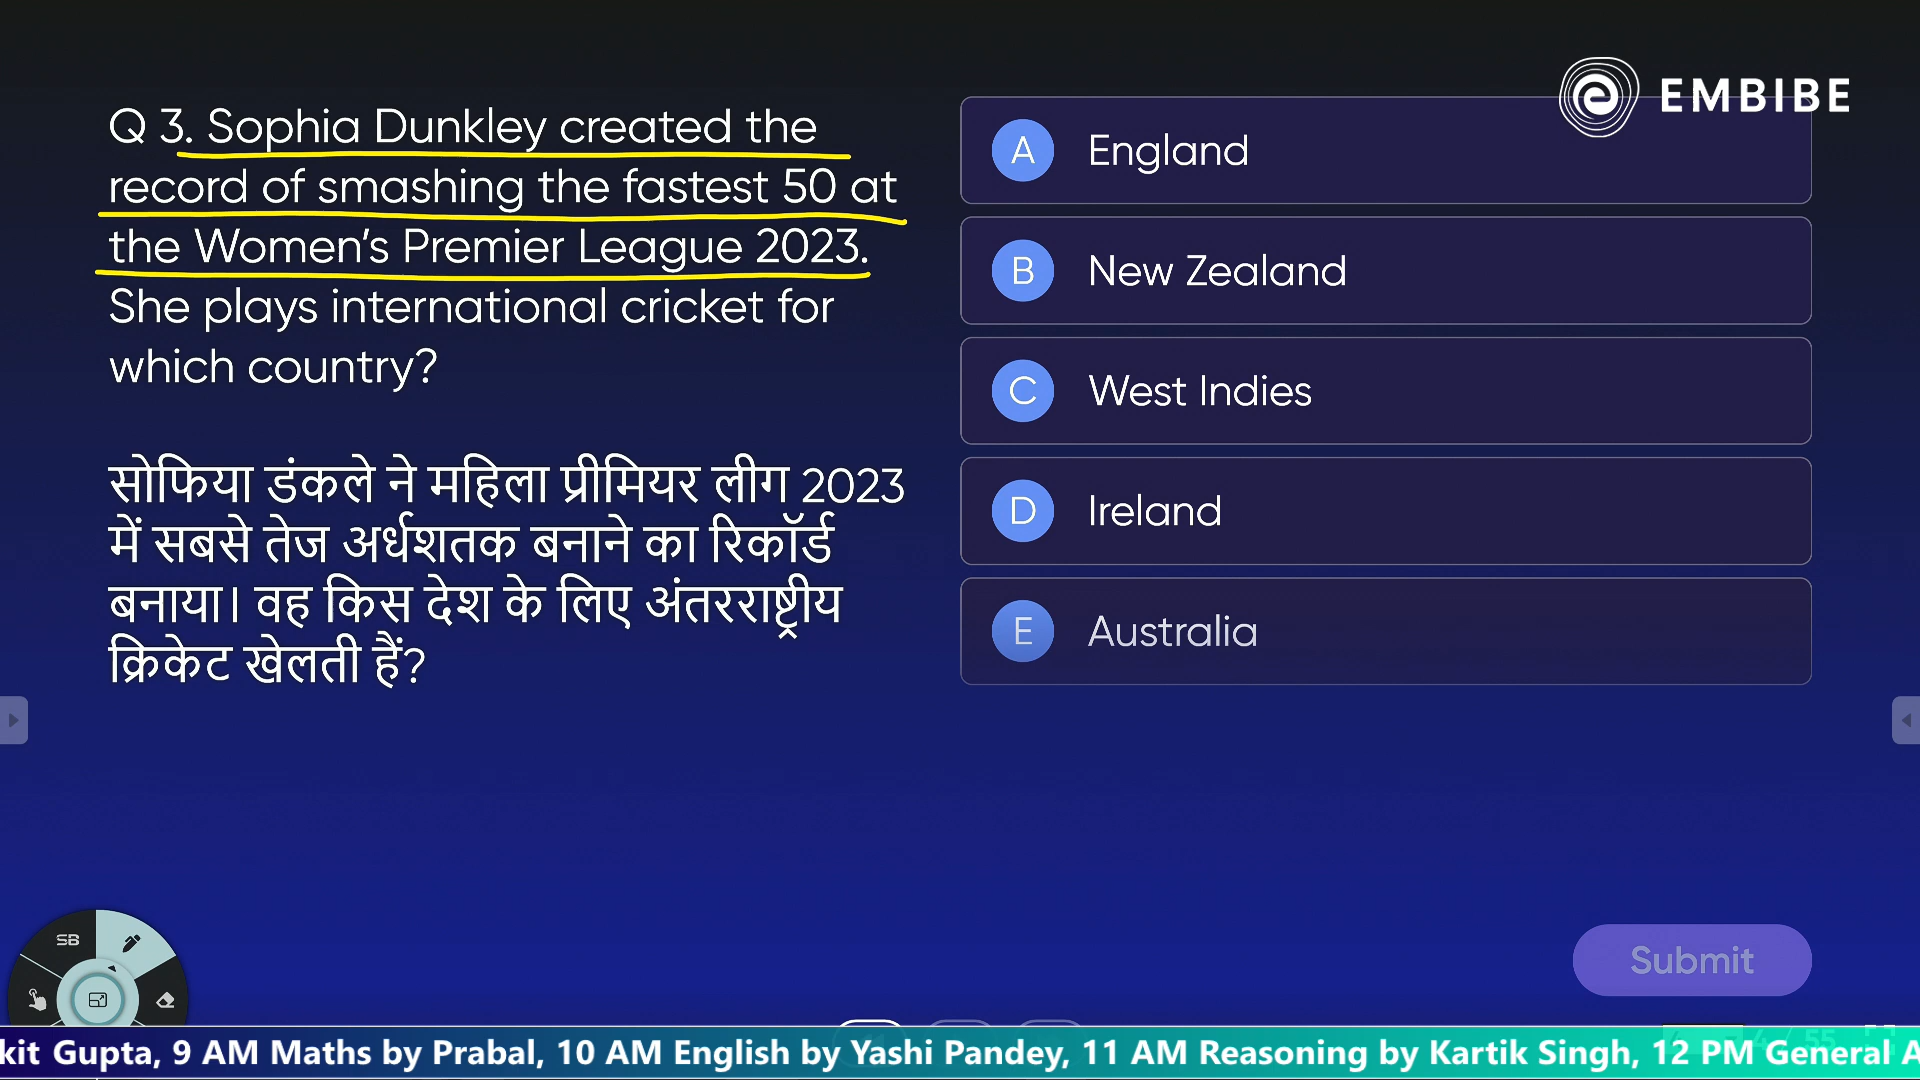 EMBIBE
Q 3. Sophia Dunkley created the
record of smashing the fastest 50 at
the Women's Premier League 2023.
She plays international cricket for
which country?
सोफिया डंकले ने महिला प्रीमियर लीग 2023
में सबसे तेज अर्धशतक बनाने का रिकॉर्ड
बनाया। वह किस देश के लिए अंतरराष्ट्रीय
क्रिकेट खेलती हैं?
A England
B New Zealand
C West Indies
D Ireland
E Australia
Submit
SB
kit Gupta, 9 AM Maths by Prabal, 10 AM English by Yashi Pandey, 11 AM Reasoning by Kartik Singh, 12 PM General A